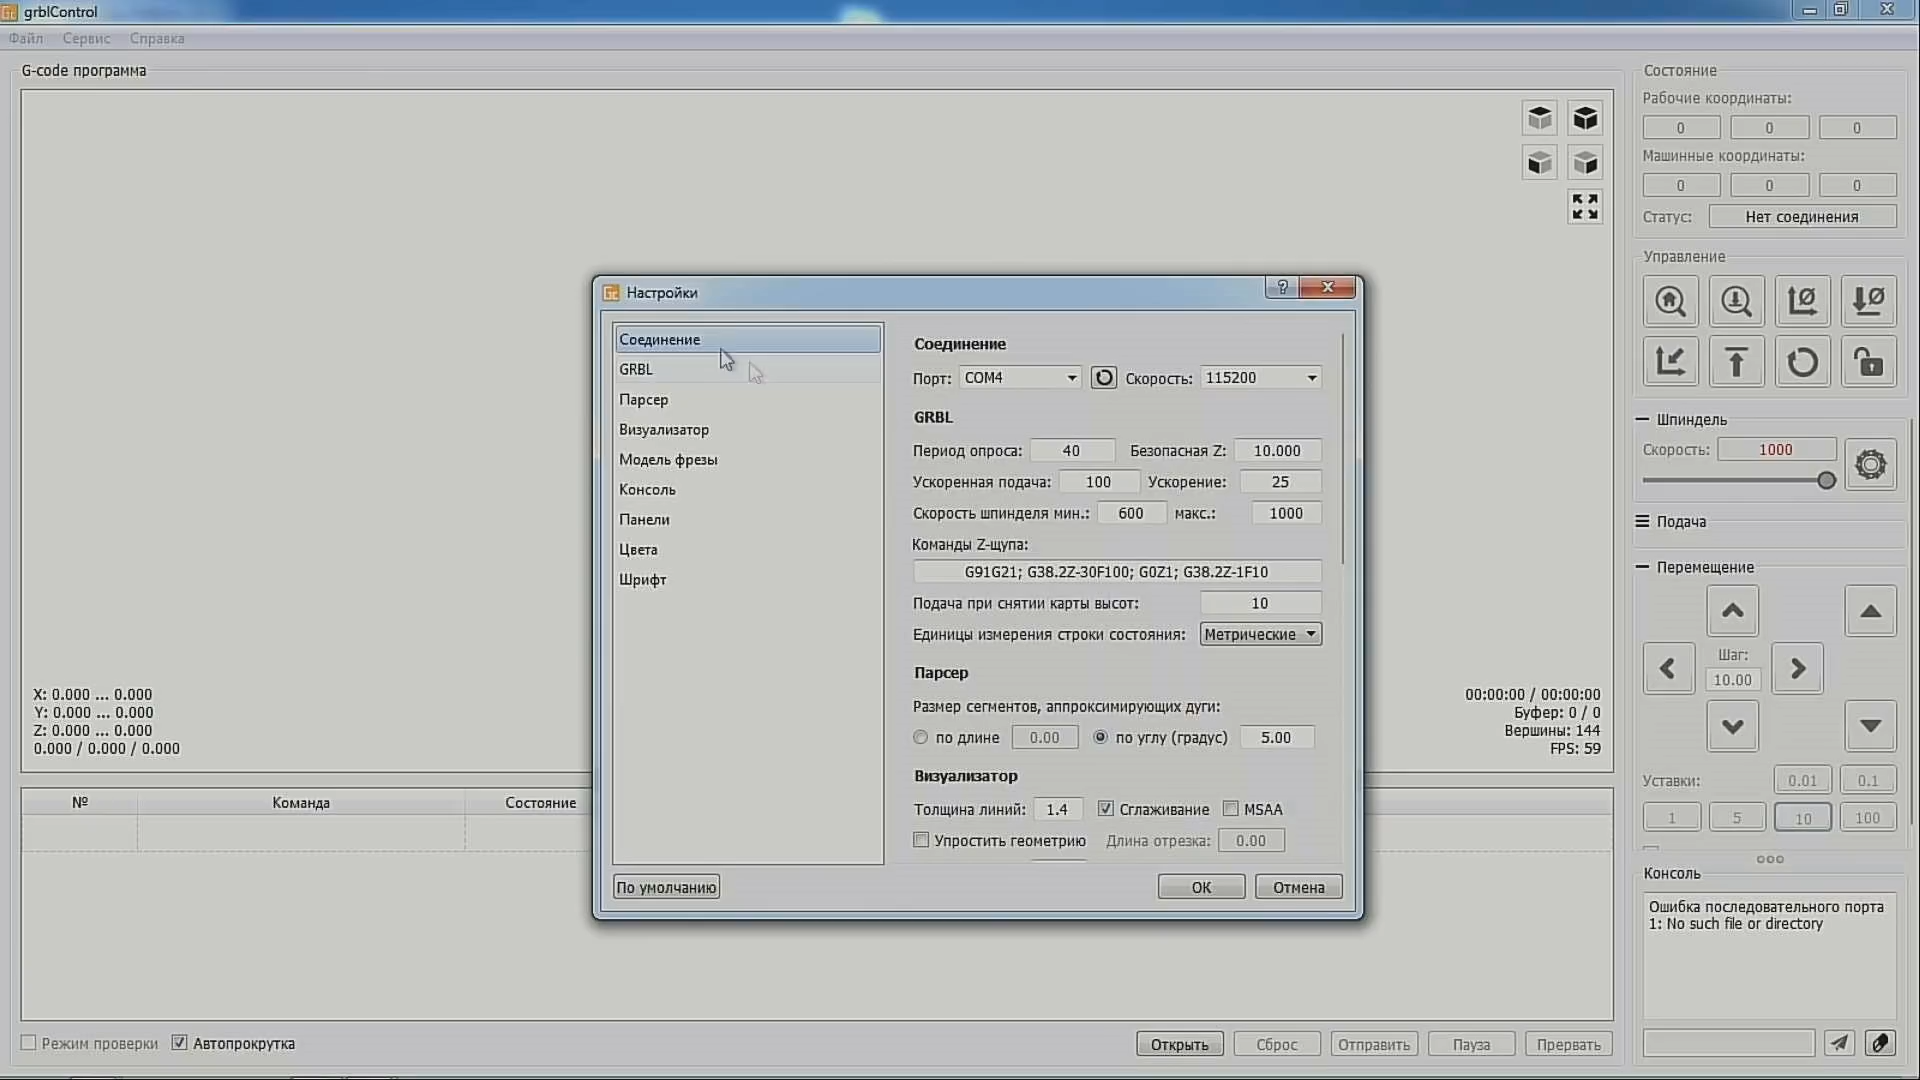 grblControl
Файл Сервис Справка
G-code программа
X: 0.000 ... 0.000
Y: 0.000 ... 0.000
Z: 0.000 ... 0.000
0.000 / 0.000 / 0.000
00:00:00 / 00:00:00
Буфер: 0 / 0
Вершины: 144
FPS: 59
№ Команда Состояние
Режим проверки Автопрокрутка
Открыть Сброс Отправить Пауза Прервать
Настройки
?
Соединение
GRBL
Парсер
Визуализатор
Модель фрезы
Консоль
Панели
Цвета
Шрифт
Соединение
Порт: COM4 Скорость: 115200
GRBL
Период опроса: 40 Безопасная Z: 10.000
Ускоренная подача: 100 Ускорение: 25
Скорость шпинделя мин.: 600 макс.: 1000
Команды Z-щупа:
G91G21; G38.2Z-30F100; G0Z1; G38.2Z-1F10
Подача при снятии карты высот: 10
Единицы измерения строки состояния: Метрические
Парсер
Размер сегментов, аппроксимирующих дуги:
по длине 0.00 по углу (градус) 5.00
Визуализатор
Толщина линий: 1.4 Сглаживание MSAA
Упростить геометрию Длина отрезка: 0.00
По умолчанию ОК Отмена
Состояние
Рабочие координаты:
0 0 0
Машинные координаты:
0 0 0
Статус: Нет соединения
Управление
Шпиндель
Скорость: 1000
Подача
Перемещение
Шаг:
10.00
Уставки: 0.01 0.1
1 5 10 100
Консоль
Ошибка последовательного порта
1: No such file or directory